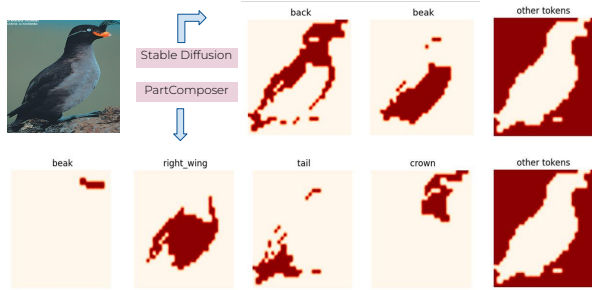 back
beak
other tokens
Stable Diffusion
PartComposer
beak
right_wing
tail
crown
other tokens